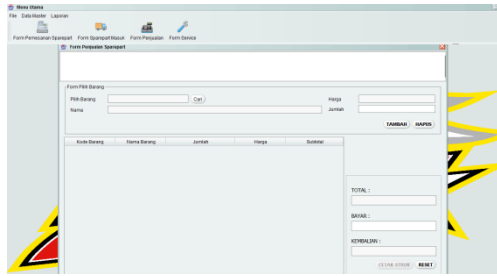 Menu Utama
File Data Master Laporan
Form Pemesanan Sparepart Form Sparepart Masuk Form Penjualan Form Service
Form Penjualan Sparepart
Form Pilih Barang
Pilih Barang Cari Harga
Nama Jumlah
TAMBAH HAPUS
Kode Barang Nama Barang Jumlah Harga Subtotal
TOTAL :
BAYAR :
KEMBALIAN :
CETAK STRUK RESET